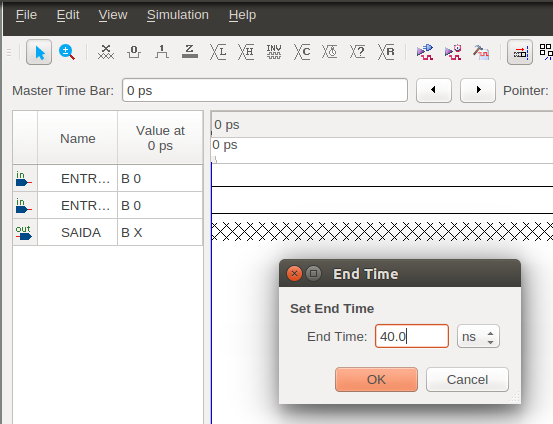 File Edit View Simulation Help
Master Time Bar: 0 ps Pointer:
Name Value at 0 ps
0 ps
0 ps
in ENTR... B 0
in ENTR... B 0
out SAIDA B X
End Time
Set End Time
End Time: 40.0 ns
OK Cancel